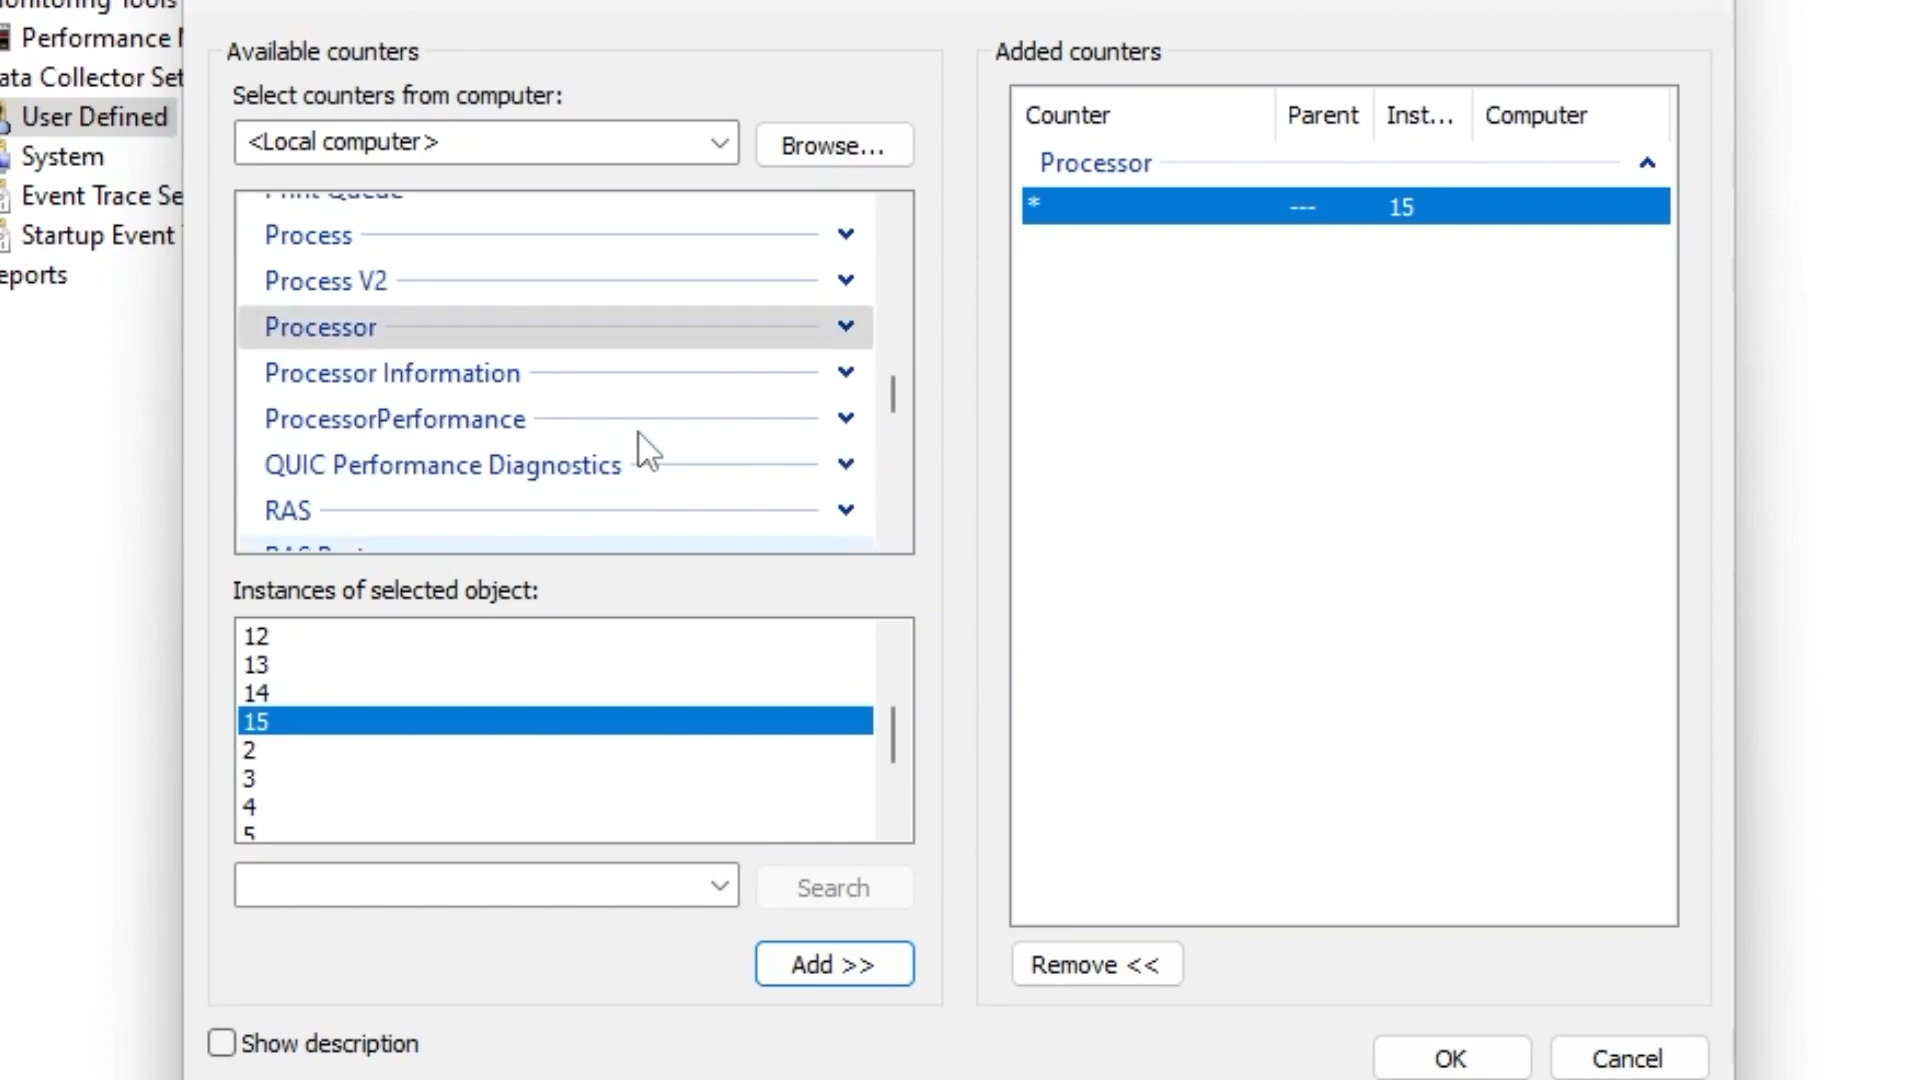 Performance
ata Collector Set
User Defined
System
Event Trace Se
Startup Event
eports
Available counters
Select counters from computer:
<Local computer>
Browse...
Process
Process V2
Processor
Processor Information
ProcessorPerformance
QUIC Performance Diagnostics
RAS
Instances of selected object:
12
13
14
15
2
3
4
5
Search
Add >>
Show description
Added counters
Counter Parent Inst... Computer
Processor
* --- 15
Remove <<
OK
Cancel